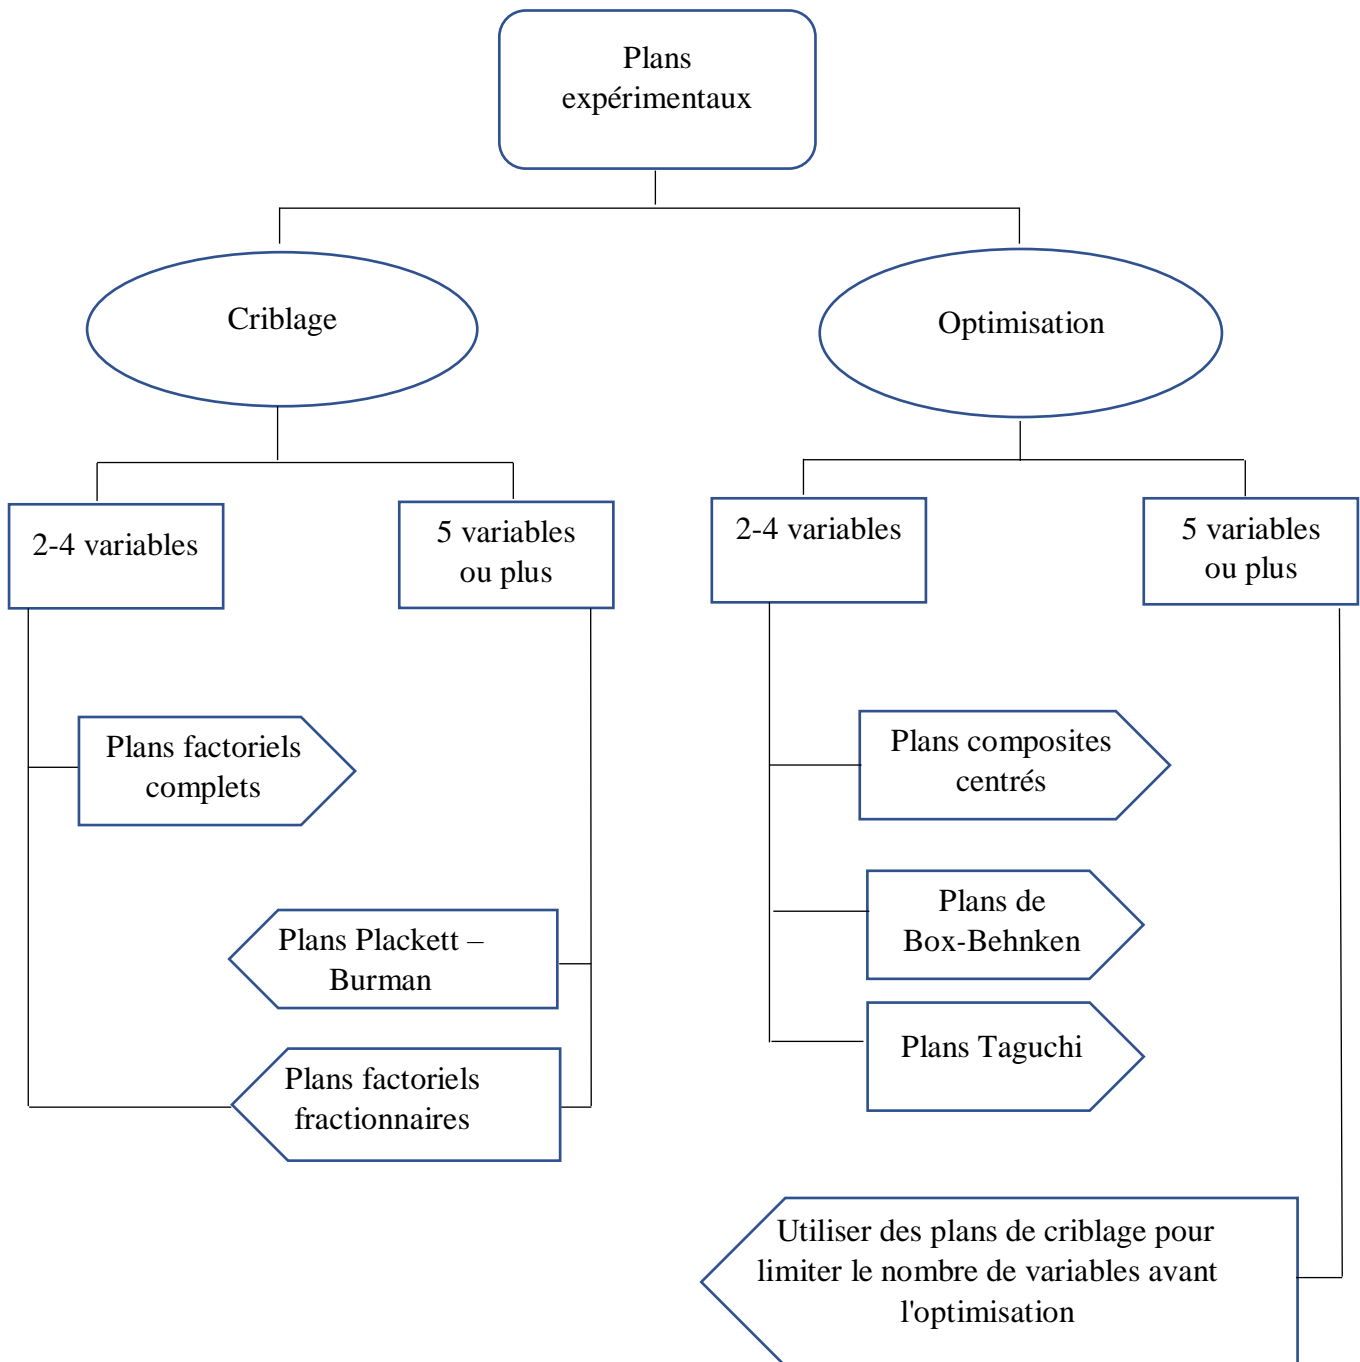 Plans
expérimentaux
Criblage
Optimisation
2-4 variables
5 variables
ou plus
2-4 variables
5 variables
ou plus
Plans factoriels
complets
Plans composites
centrés
Plans de
Box-Behnken
Plans Plackett –
Burman
Plans Taguchi
Plans factoriels
fractionnaires
Utiliser des plans de criblage pour
limiter le nombre de variables avant
l'optimisation